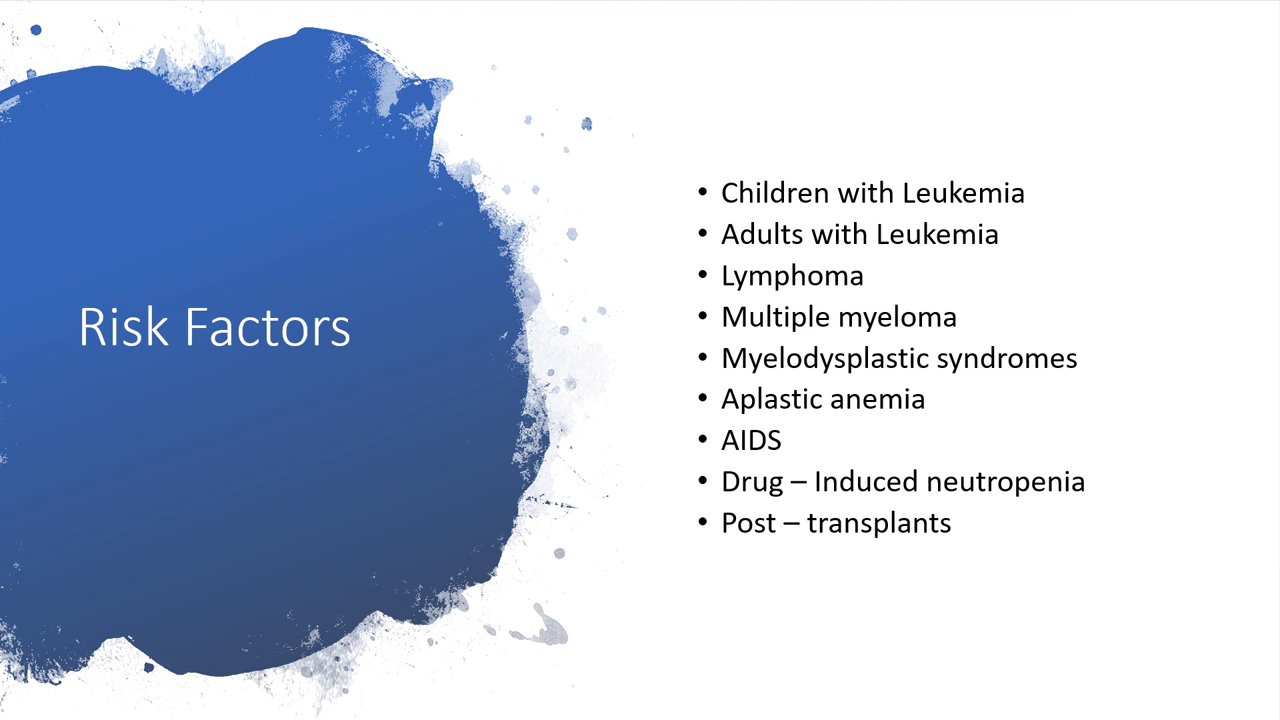 Risk Factors
• Children with Leukemia
• Adults with Leukemia
• Lymphoma
• Multiple myeloma
• Myelodysplastic syndromes
• Aplastic anemia
• AIDS
• Drug – Induced neutropenia
• Post – transplants